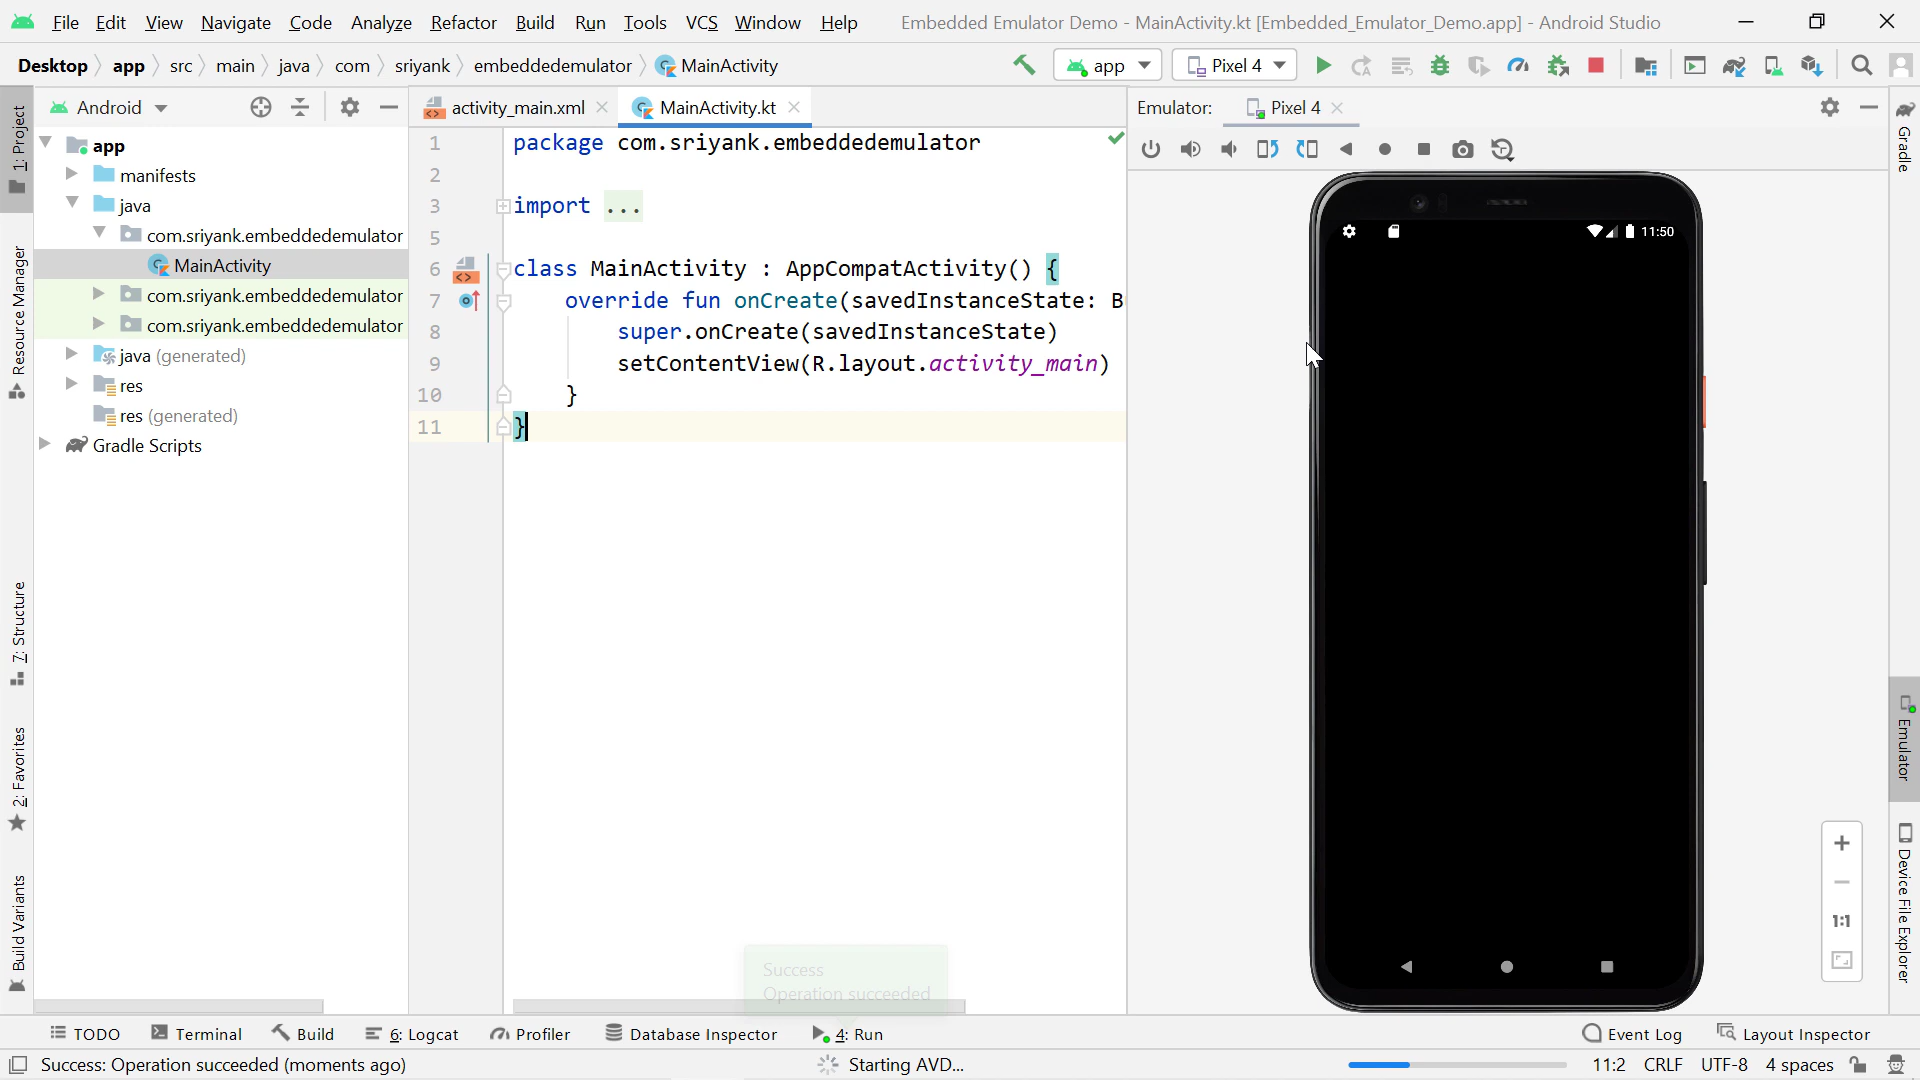 File Edit View Navigate Code Analyze Refactor Build Run Tools VCS Window Help Embedded Emulator Demo - MainActivity.kt [Embedded_Emulator_Demo.app] - Android Studio
Desktop app src main java com sriyank embeddedemulator MainActivity app Pixel 4
Android activity_main.xml MainActivity.kt Emulator: Pixel 4
1: Project
Resource Manager
7: Structure
2: Favorites
Build Variants
app
manifests
java
com.sriyank.embeddedemulator
MainActivity
com.sriyank.embeddedemulator
com.sriyank.embeddedemulator
java (generated)
res
res (generated)
Gradle Scripts
1 package com.sriyank.embeddedemulator
2
3 import ...
5
6 class MainActivity : AppCompatActivity() {
7 override fun onCreate(savedInstanceState: B
8 super.onCreate(savedInstanceState)
9 setContentView(R.layout.activity_main)
10 }
11 }
11:50
1:1
Gradle
Emulator
Device File Explorer
Success
Operation succeeded
TODO Terminal Build 6: Logcat Profiler Database Inspector 4: Run Event Log Layout Inspector
Success: Operation succeeded (moments ago) Starting AVD... 11:2 CRLF UTF-8 4 spaces